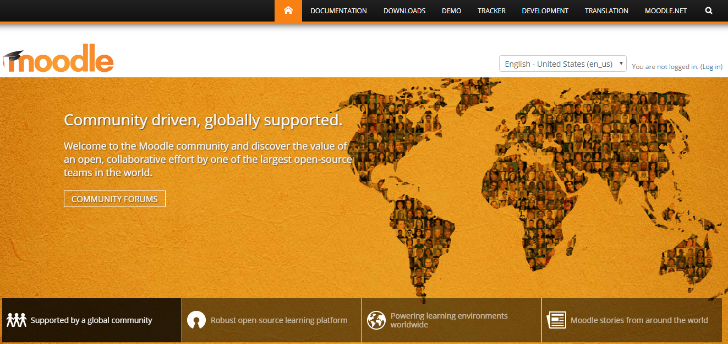 DOCUMENTATION DOWNLOADS DEMO TRACKER DEVELOPMENT TRANSLATION MOODLE.NET
moodle
English - United States (en_us)
You are not logged in. (Log in)
Community driven, globally supported.
Welcome to the Moodle community and discover the value of
an open, collaborative effort by one of the largest open-source
teams in the world.
COMMUNITY FORUMS
Supported by a global community
Robust open-source learning platform
Powering learning environments
worldwide
Moodle stories from around the world